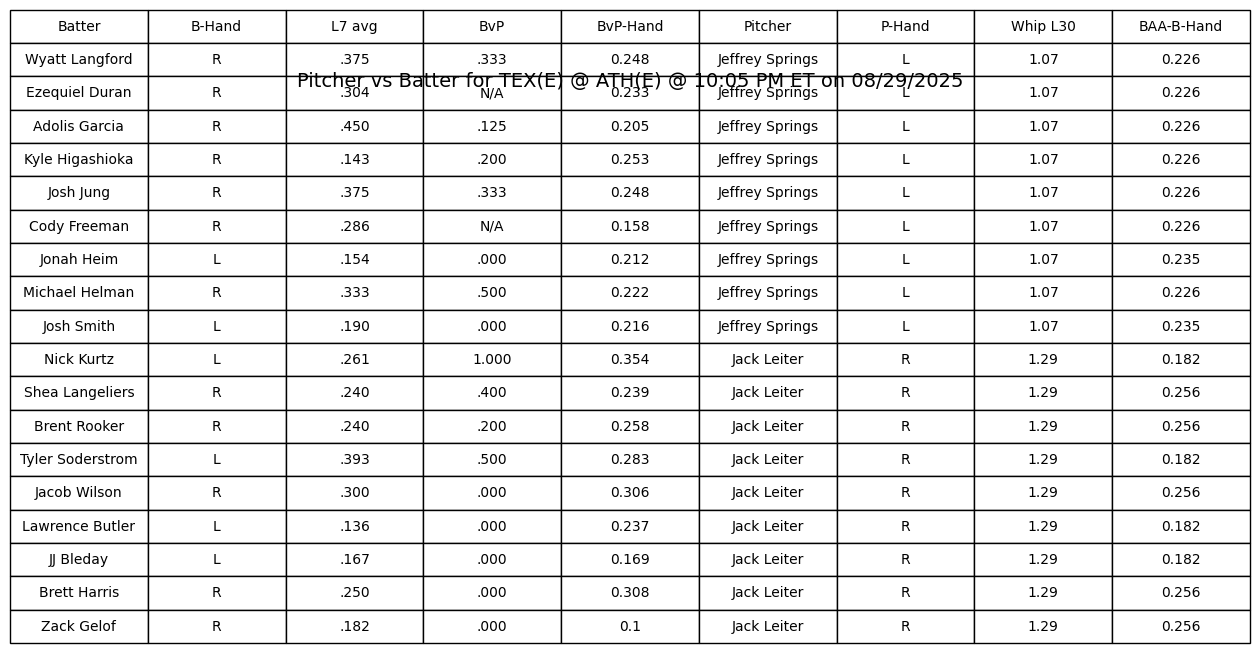 Batter B-Hand L7 avg BvP BvP-Hand Pitcher P-Hand Whip L30 BAA-B-Hand
Wyatt Langford R .375 .333 0.248 Jeffrey Springs L 1.07 0.226
Pitcher vs Batter for TEX(E) @ ATH(E) @ 10:05 PM ET on 08/29/2025
Ezequiel Duran R .304 N/A 0.233 Jeffrey Springs L 1.07 0.226
Adolis Garcia R .450 .125 0.205 Jeffrey Springs L 1.07 0.226
Kyle Higashioka R .143 .200 0.253 Jeffrey Springs L 1.07 0.226
Josh Jung R .375 .333 0.248 Jeffrey Springs L 1.07 0.226
Cody Freeman R .286 N/A 0.158 Jeffrey Springs L 1.07 0.226
Jonah Heim L .154 .000 0.212 Jeffrey Springs L 1.07 0.235
Michael Helman R .333 .500 0.222 Jeffrey Springs L 1.07 0.226
Josh Smith L .190 .000 0.216 Jeffrey Springs L 1.07 0.235
Nick Kurtz L .261 1.000 0.354 Jack Leiter R 1.29 0.182
Shea Langeliers R .240 .400 0.239 Jack Leiter R 1.29 0.256
Brent Rooker R .240 .200 0.258 Jack Leiter R 1.29 0.256
Tyler Soderstrom L .393 .500 0.283 Jack Leiter R 1.29 0.182
Jacob Wilson R .300 .000 0.306 Jack Leiter R 1.29 0.256
Lawrence Butler L .136 .000 0.237 Jack Leiter R 1.29 0.182
JJ Bleday L .167 .000 0.169 Jack Leiter R 1.29 0.182
Brett Harris R .250 .000 0.308 Jack Leiter R 1.29 0.256
Zack Gelof R .182 .000 0.1 Jack Leiter R 1.29 0.256